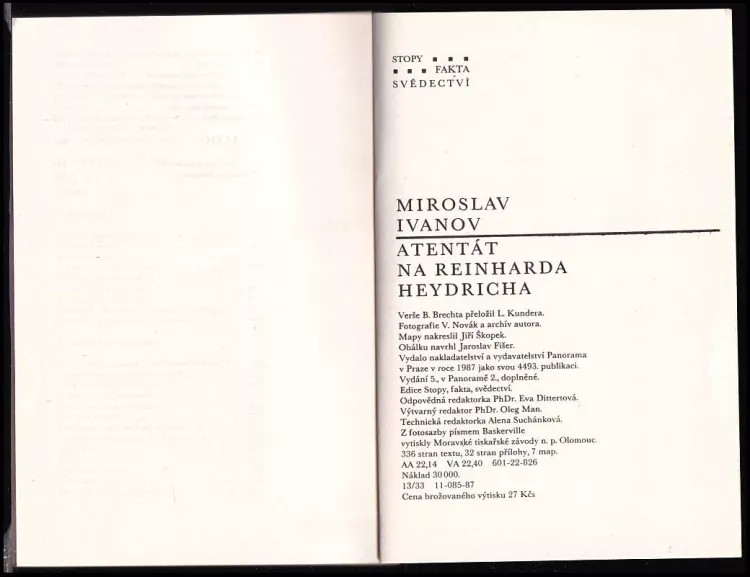 STOPY ▪ ▪ ▪
▪ ▪ ▪ FAKTA
SVĚDECTVÍ
MIROSLAV
IVANOV
ATENTÁT
NA REINHARDA
HEYDRICHA
Verše B. Brechta přeložil L. Kundera.
Fotografie V. Novák a archív autora.
Mapy nakreslil Jiří Škopek.
Obálku navrhl Jaroslav Fišer.
Vydalo nakladatelství a vydavatelství Panorama
v Praze v roce 1987 jako svou 4493. publikaci.
Vydání 5., v Panoramě 2., doplněné.
Edice Stopy, fakta, svědectví.
Odpovědná redaktorka PhDr. Eva Dittertová.
Výtvarný redaktor PhDr. Oleg Man.
Technická redaktorka Alena Suchánková.
Z fotosazby písmem Baskerville
vytiskly Moravské tiskařské závody n. p. Olomouc.
336 stran textu, 32 stran přílohy, 7 map.
AA 22,14 VA 22,40 601-22-826
Náklad 30 000.
13/33 11-085-87
Cena brožovaného výtisku 27 Kčs